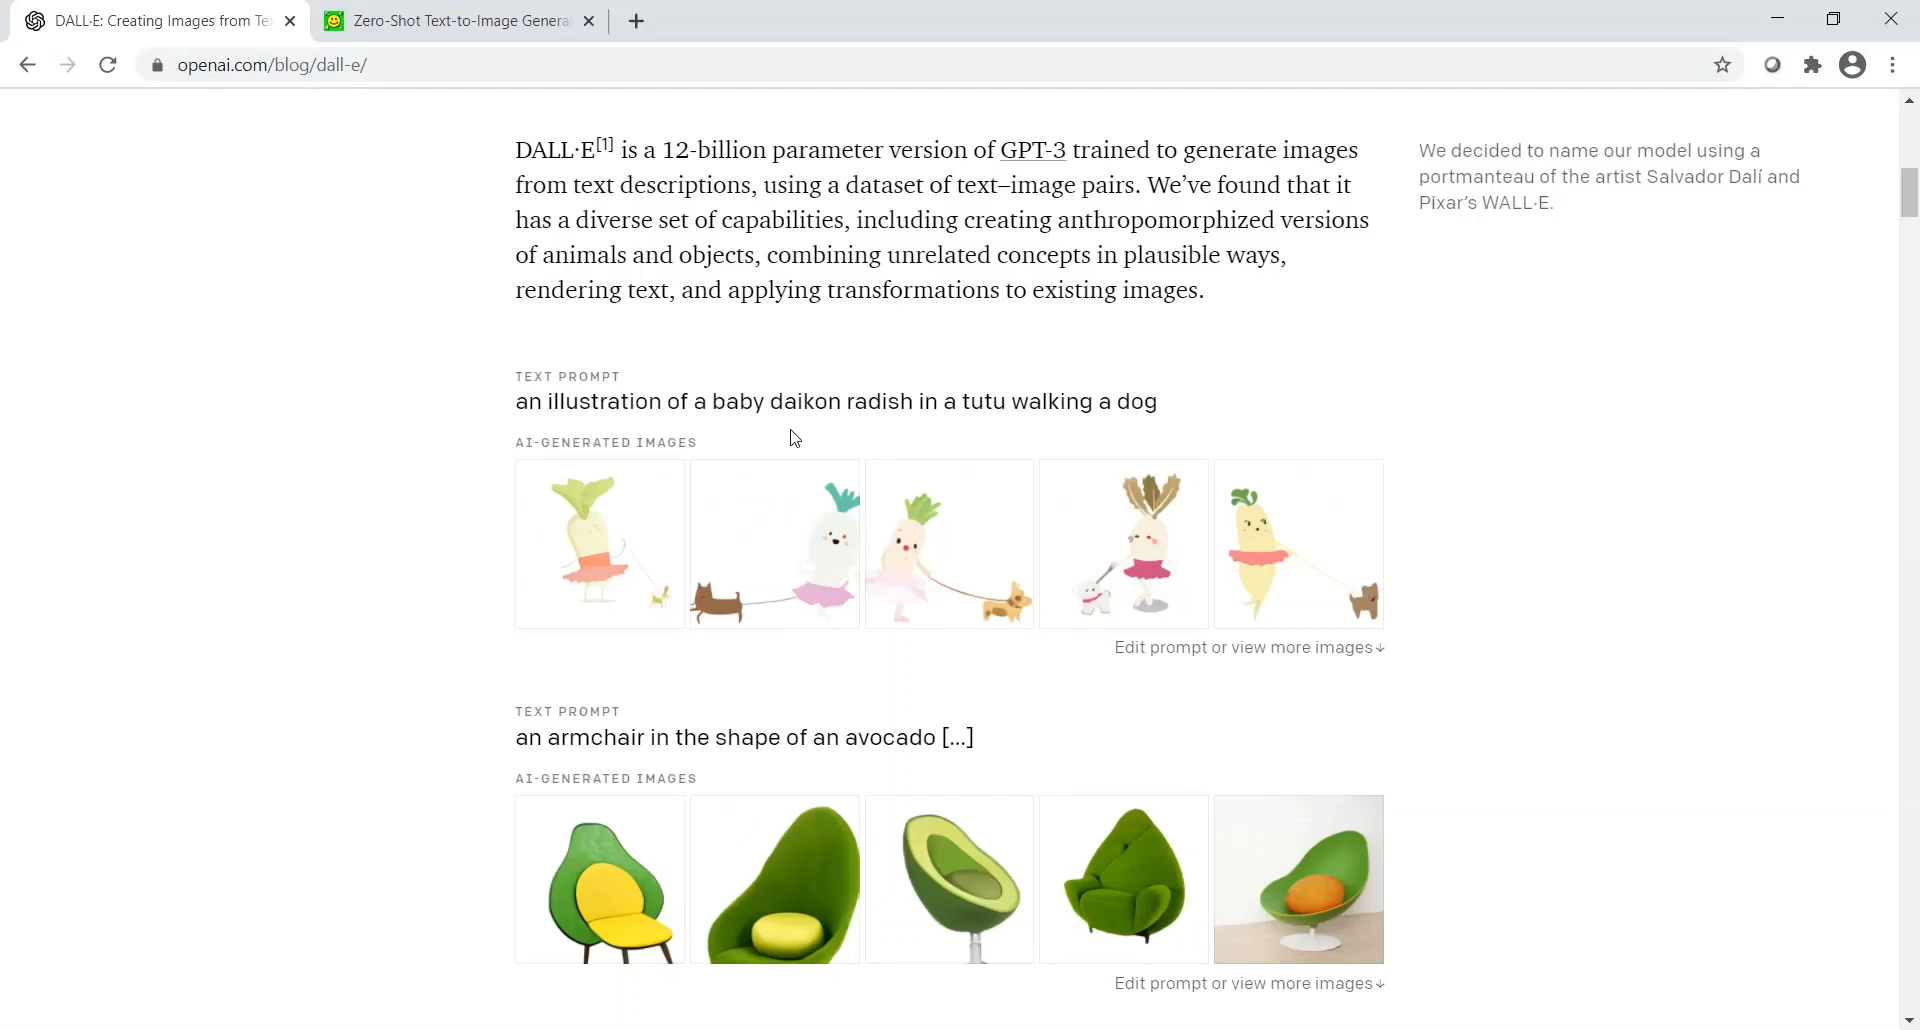 DALL·E: Creating Images from Te
Zero-Shot Text-to-Image Genera
openai.com/blog/dall-e/
DALL·E[1] is a 12-billion parameter version of GPT-3 trained to generate images
from text descriptions, using a dataset of text–image pairs. We’ve found that it
has a diverse set of capabilities, including creating anthropomorphized versions
of animals and objects, combining unrelated concepts in plausible ways,
rendering text, and applying transformations to existing images.
We decided to name our model using a
portmanteau of the artist Salvador Dalí and
Pixar’s WALL·E.
TEXT PROMPT
an illustration of a baby daikon radish in a tutu walking a dog
AI-GENERATED IMAGES
Edit prompt or view more images↓
TEXT PROMPT
an armchair in the shape of an avocado [...]
AI-GENERATED IMAGES
Edit prompt or view more images↓